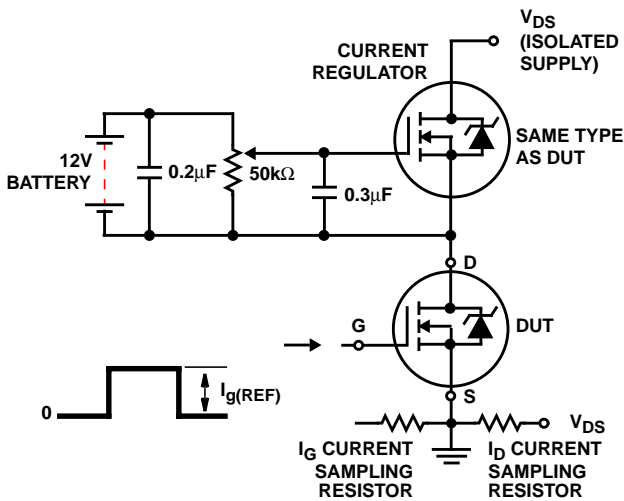 V_DS
(ISOLATED
SUPPLY)
CURRENT
REGULATOR
SAME TYPE
AS DUT
12V
BATTERY
0.2µF
50kΩ
0.3µF
D
G
DUT
I_g(REF)
0
S
V_DS
I_G CURRENT
SAMPLING
RESISTOR
I_D CURRENT
SAMPLING
RESISTOR